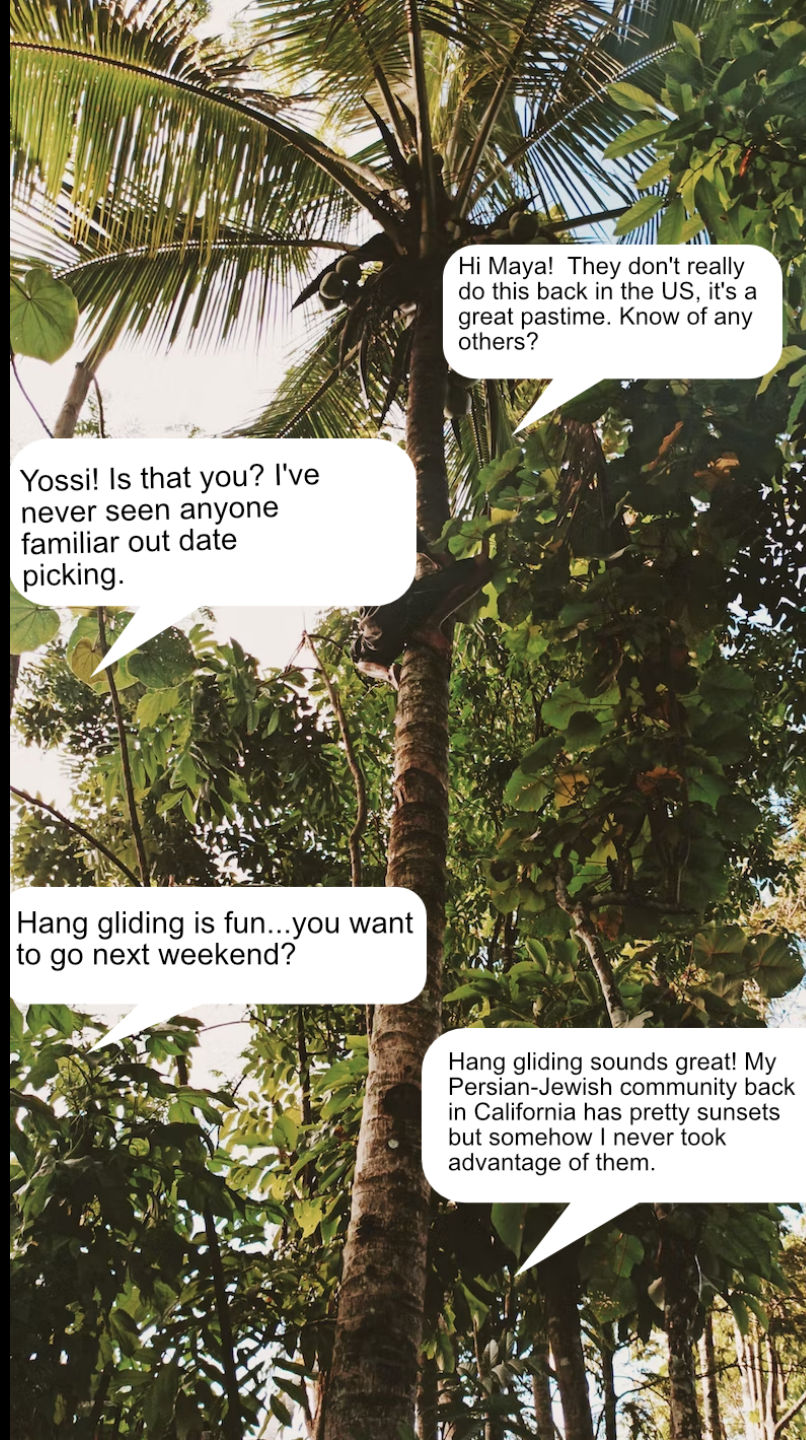 Hi Maya!  They don't really
do this back in the US, it's a
great pastime. Know of any
others?
Yossi! Is that you? I've
never seen anyone
familiar out date
picking.
Hang gliding is fun...you want
to go next weekend?
Hang gliding sounds great! My
Persian-Jewish community back
in California has pretty sunsets
but somehow I never took
advantage of them.